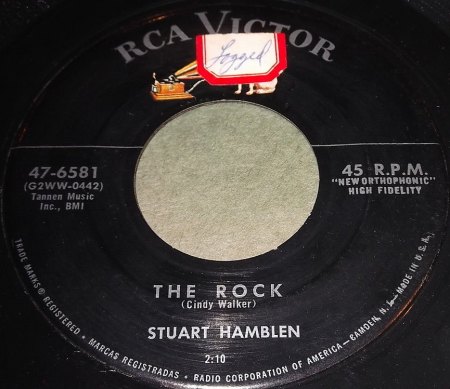 RCA VICTOR
Logged
47-6581
(G2WW-0442)
Tannen Music
Inc., BMI
45 R.P.M.
"NEW ORTHOPHONIC"
HIGH FIDELITY
THE ROCK
(Cindy Walker)
STUART HAMBLEN
2:10
TRADE MARKS ® REGISTERED • MARCAS REGISTRADAS • RADIO CORPORATION OF AMERICA—CAMDEN, N.J.—MADE IN U.S.A.